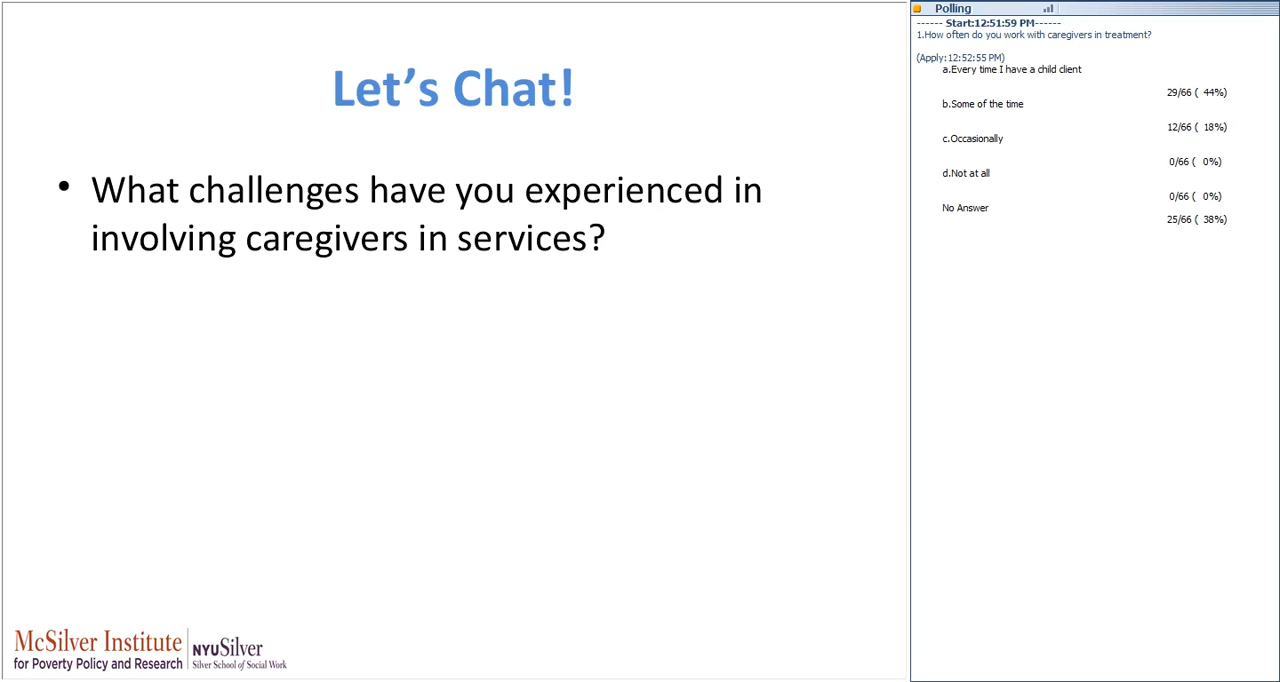 Let's Chat!
• What challenges have you experienced in
involving caregivers in services?
McSilver Institute
for Poverty Policy and Research
NYUSilver
Silver School of Social Work
Polling
------ Start:12:51:59 PM------
1.How often do you work with caregivers in treatment?
(Apply:12:52:55 PM)
a.Every time I have a child client
29/66 ( 44%)
b.Some of the time
12/66 ( 18%)
c.Occasionally
0/66 ( 0%)
d.Not at all
0/66 ( 0%)
No Answer
25/66 ( 38%)